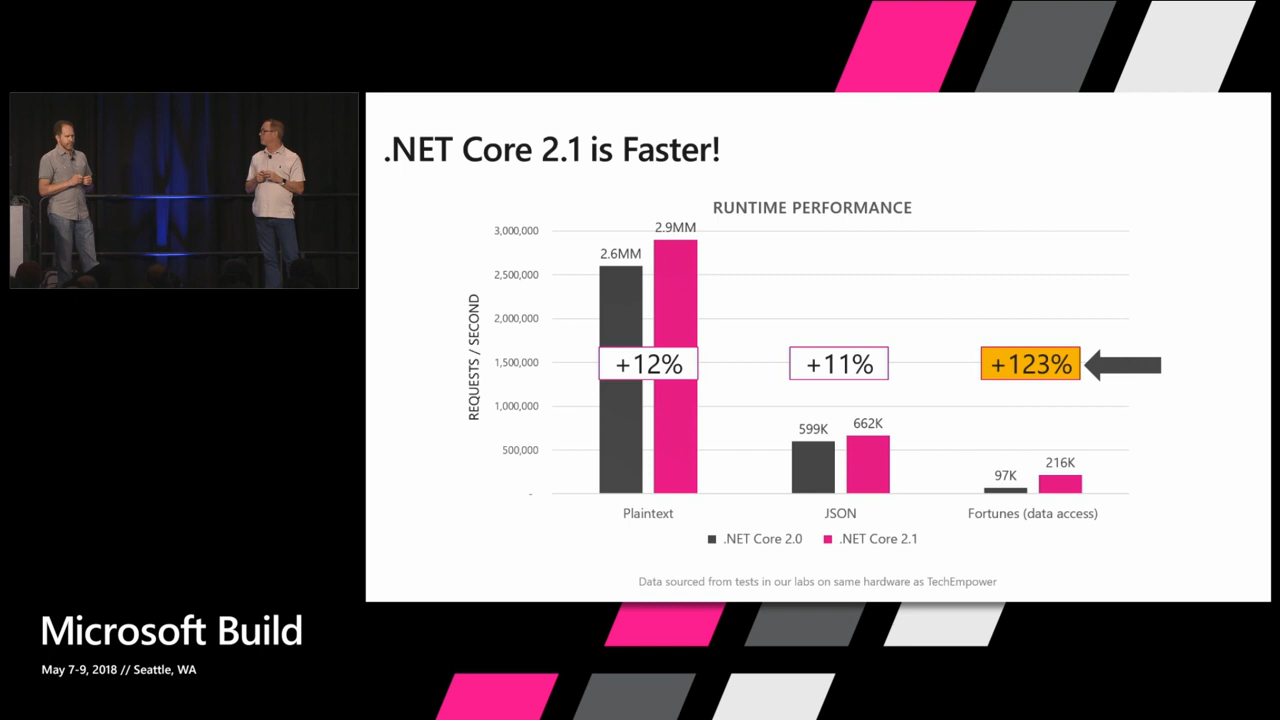 .NET Core 2.1 is Faster!
RUNTIME PERFORMANCE
REQUESTS / SECOND
3,000,000
2,500,000
2,000,000
1,500,000
1,000,000
500,000
-
2.6MM
2.9MM
+12%
599K
662K
+11%
97K
216K
+123%
Plaintext
JSON
Fortunes (data access)
.NET Core 2.0
.NET Core 2.1
Data sourced from tests in our labs on same hardware as TechEmpower
Microsoft Build
May 7-9, 2018 // Seattle, WA